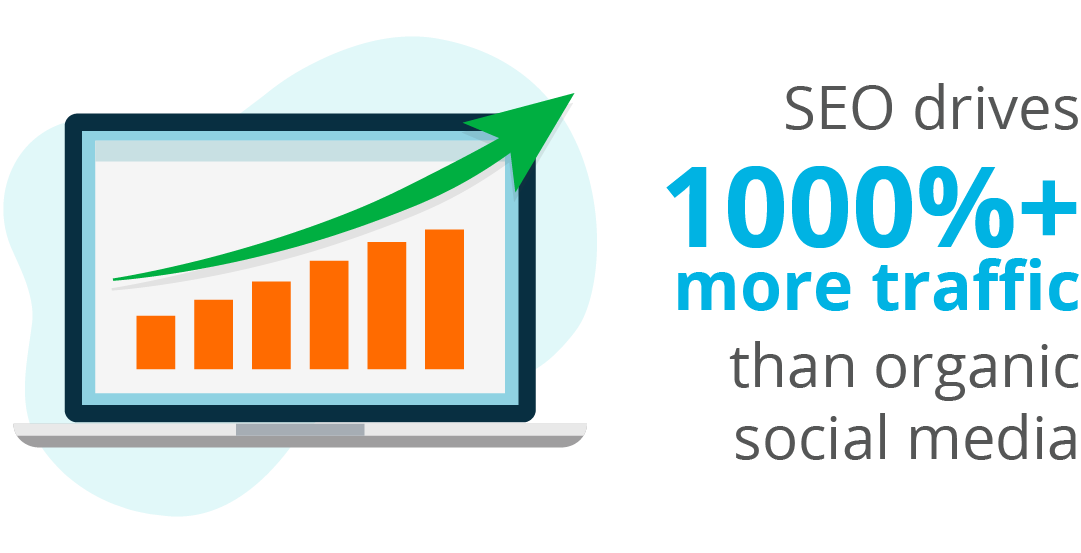 SEO drives
1000%+
more traffic
than organic
social media